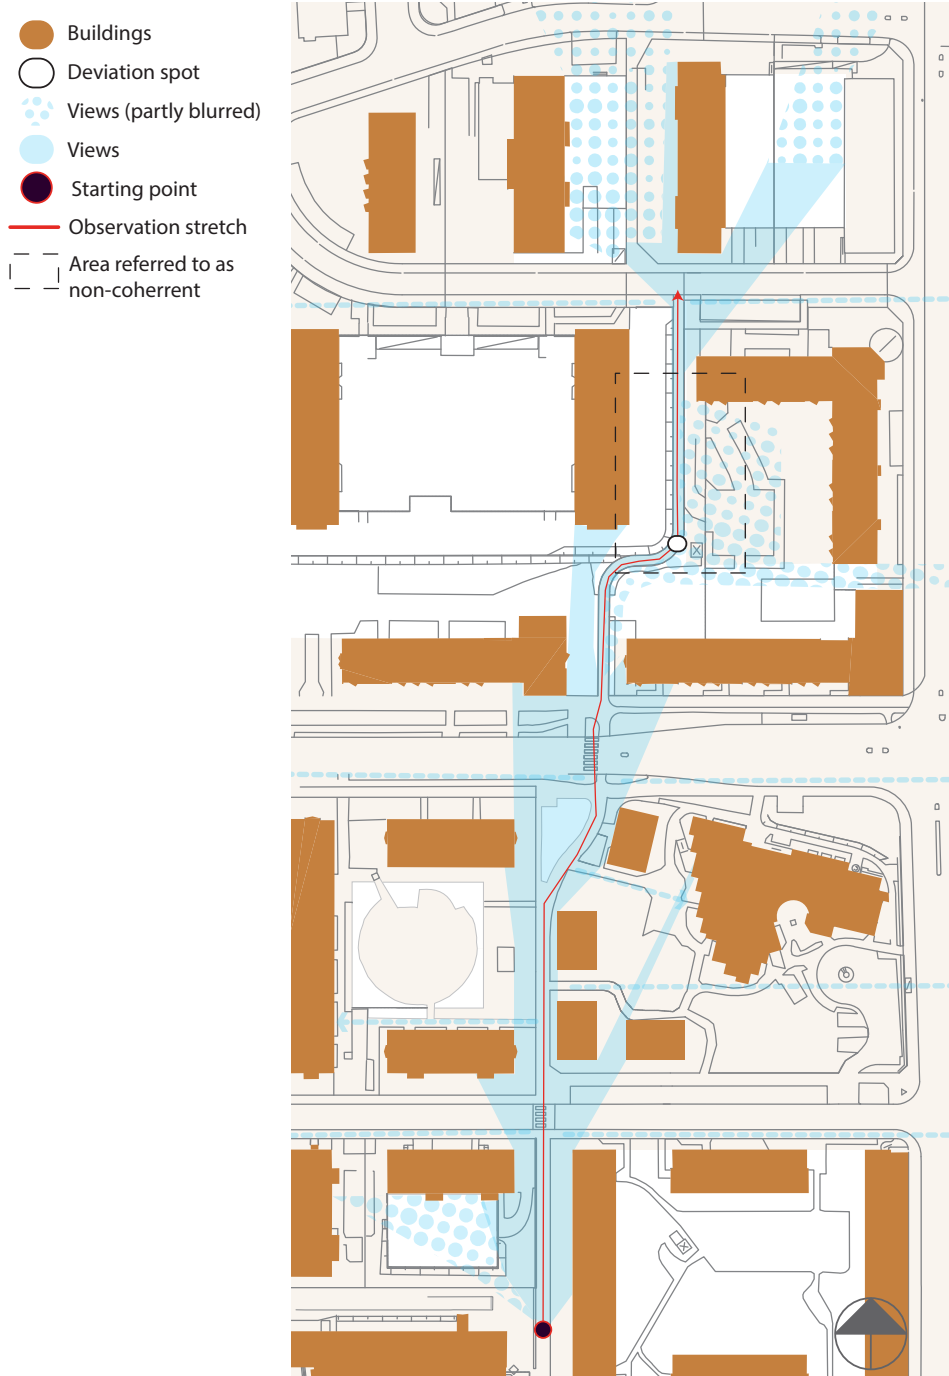 Buildings
Deviation spot
Views (partly blurred)
Views
Starting point
Observation stretch
Area referred to as
non-coherrent